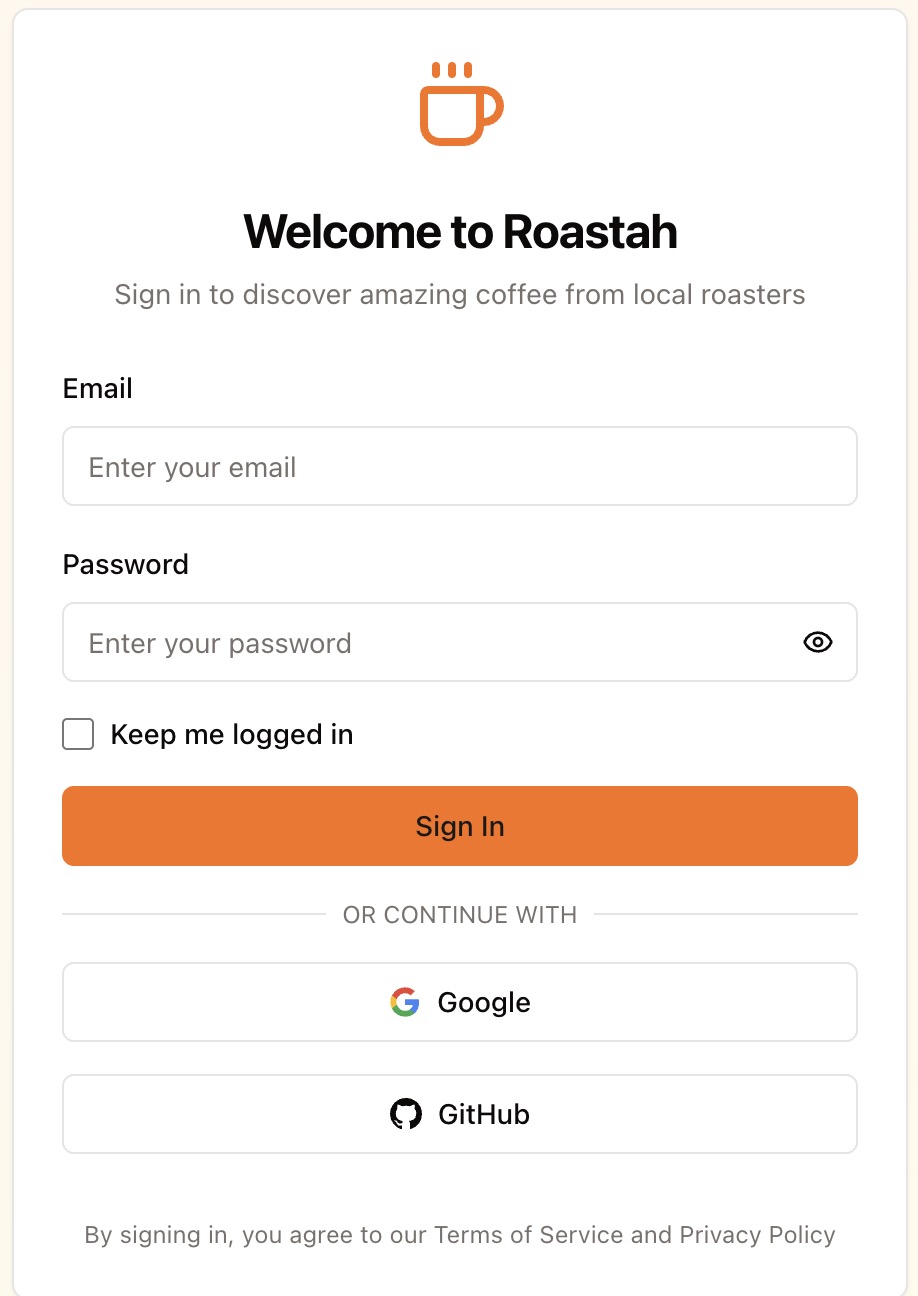 Welcome to Roastah
Sign in to discover amazing coffee from local roasters
Email
Enter your email
Password
Enter your password
Keep me logged in
Sign In
OR CONTINUE WITH
Google
GitHub
By signing in, you agree to our Terms of Service and Privacy Policy